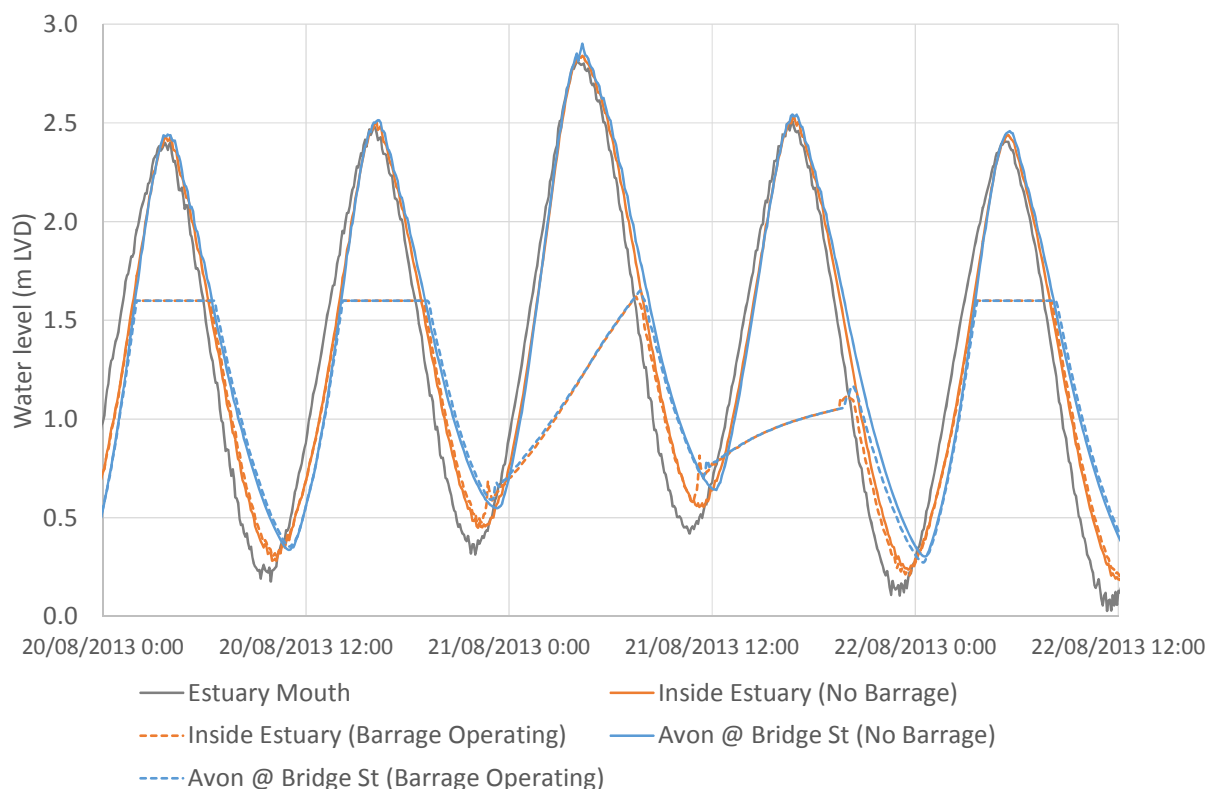 3.0
2.5
2.0
1.5
1.0
0.5
0.0
Water level (m LVD)
20/08/2013 0:00 20/08/2013 12:00 21/08/2013 0:00 21/08/2013 12:00 22/08/2013 0:00 22/08/2013 12:00
Estuary Mouth Inside Estuary (No Barrage)
Inside Estuary (Barrage Operating) Avon @ Bridge St (No Barrage)
Avon @ Bridge St (Barrage Operating)